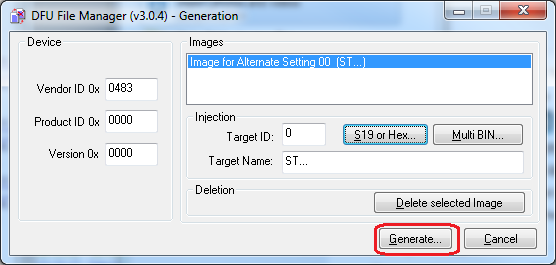 DFU File Manager (v3.0.4) - Generation
Device
Vendor ID 0x 0483
Product ID 0x 0000
Version 0x 0000
Images
Image for Alternate Setting 00 (ST...)
Injection
Target ID: 0 S19 or Hex... Multi BIN...
Target Name: ST...
Deletion
Delete selected Image
Generate... Cancel